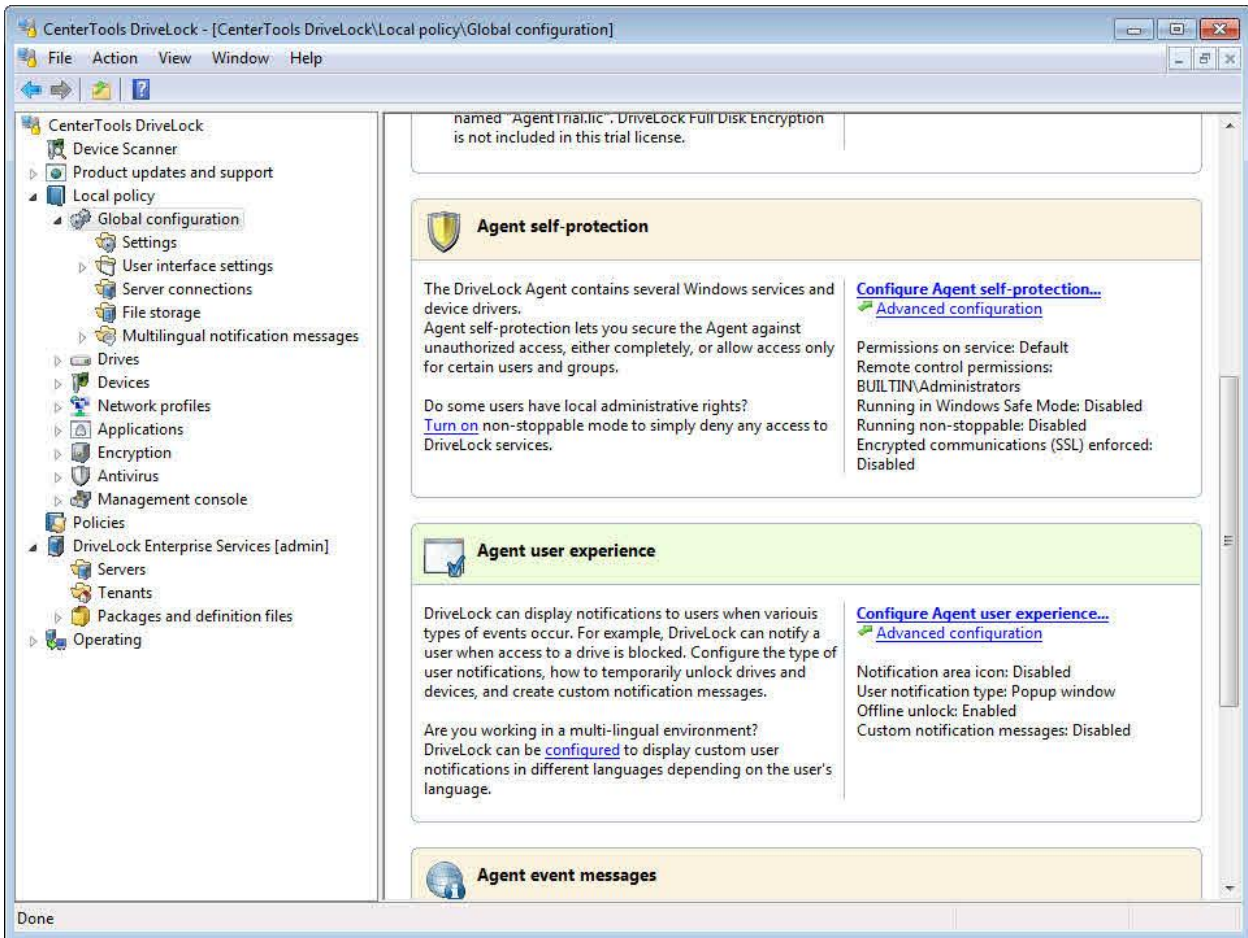 CenterTools DriveLock - [CenterTools DriveLock\Local policy\Global configuration]
File Action View Window Help
CenterTools DriveLock
Device Scanner
Product updates and support
Local policy
Global configuration
Settings
User interface settings
Server connections
File storage
Multilingual notification messages
Drives
Devices
Network profiles
Applications
Encryption
Antivirus
Management console
Policies
DriveLock Enterprise Services [admin]
Servers
Tenants
Packages and definition files
Operating
named "AgentTrial.lic". DriveLock Full Disk Encryption
is not included in this trial license.
Agent self-protection
The DriveLock Agent contains several Windows services and
device drivers.
Agent self-protection lets you secure the Agent against
unauthorized access, either completely, or allow access only
for certain users and groups.
Do some users have local administrative rights?
Turn on non-stoppable mode to simply deny any access to
DriveLock services.
Configure Agent self-protection...
Advanced configuration
Permissions on service: Default
Remote control permissions:
BUILTIN\Administrators
Running in Windows Safe Mode: Disabled
Running non-stoppable: Disabled
Encrypted communications (SSL) enforced:
Disabled
Agent user experience
DriveLock can display notifications to users when variouis
types of events occur. For example, DriveLock can notify a
user when access to a drive is blocked. Configure the type of
user notifications, how to temporarily unlock drives and
devices, and create custom notification messages.
Are you working in a multi-lingual environment?
DriveLock can be configured to display custom user
notifications in different languages depending on the user's
language.
Configure Agent user experience...
Advanced configuration
Notification area icon: Disabled
User notification type: Popup window
Offline unlock: Enabled
Custom notification messages: Disabled
Agent event messages
Done